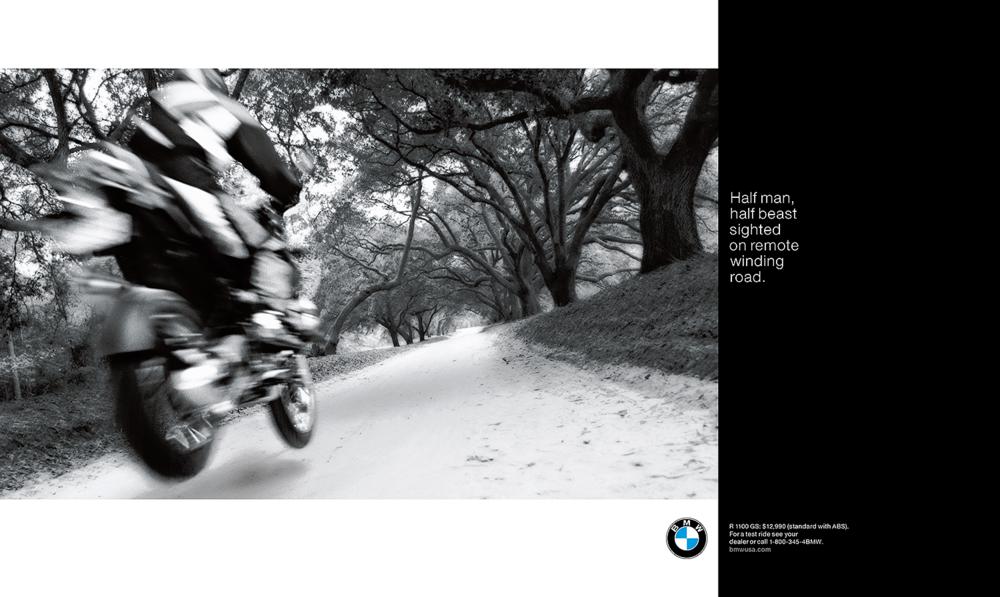 Half man,
half beast
sighted
on remote
winding
road.
BMW
R 1100 GS: $12,990 (standard with ABS).
For a test ride see your
dealer or call 1-800-345-4BMW.
bmwusa.com